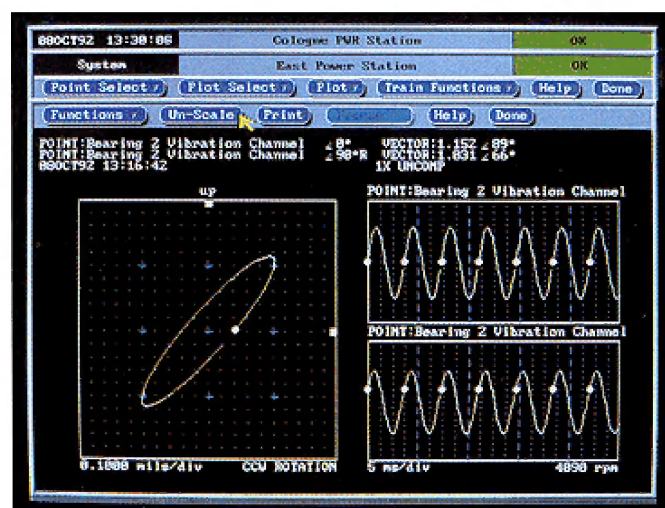 08OCT92 13:30:06 Cologne PWR Station OK
System East Power Station OK
Point Select Plot Select Plot Train Functions Help Done
Functions Un-Scale Print Help Done
POINT:Bearing 2 Vibration Channel ∠0° VECTOR:1.152 ∠89°
POINT:Bearing 2 Vibration Channel ∠90°R VECTOR:1.031 ∠66°
08OCT92 13:16:42 1X UNCOMP
up
POINT:Bearing 2 Vibration Channel
POINT:Bearing 2 Vibration Channel
0.1000 mils/div CCW ROTATION
5 ms/div 4890 rpm